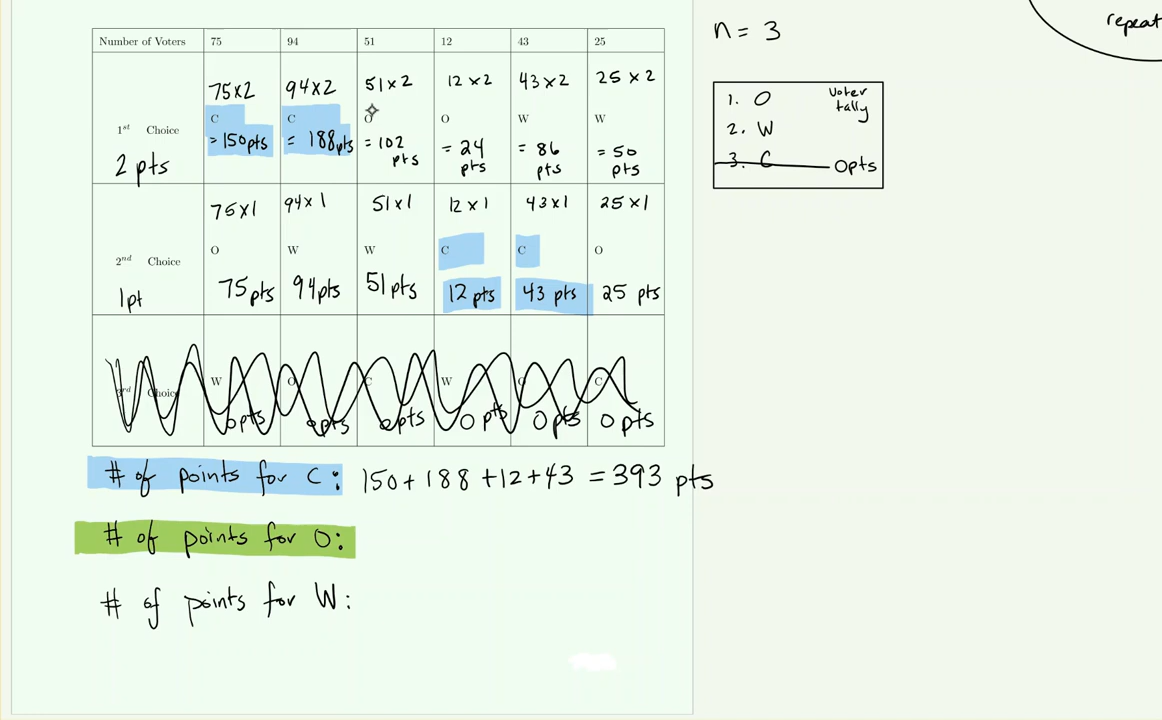 repeat
n = 3
Number of Voters 75 94 51 12 43 25
75x2 94x2 51x2 12x2 43x2 25x2
C C O O W W
1st Choice
= 150pts = 188pts = 102 pts = 24 pts = 86 pts = 50 pts
2 pts
75x1 94x1 51x1 12x1 43x1 25x1
O W W C C O
2nd Choice
75pts 94pts 51pts 12 pts 43 pts 25 pts
1pt
3rd Choice W O C W O C
0pts 0pts 0pts 0 pts 0 pts 0 pts
# of points for C: 150+188+12+43 = 393 pts
# of points for O:
# of points for W:
1. O Voter tally
2. W
3. C 0pts